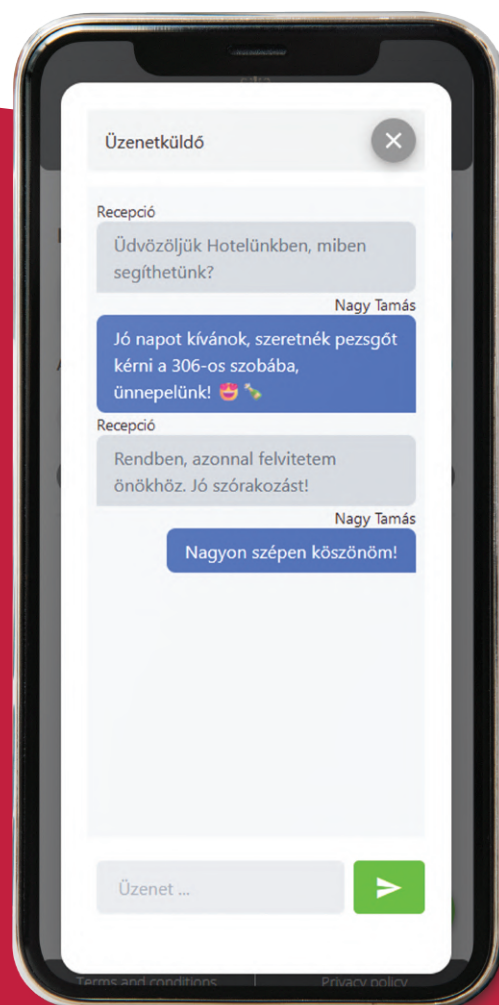 Üzenetküldő
Recepció
Üdvözöljük Hotelünkben, miben
segíthetünk?
Nagy Tamás
Jó napot kívánok, szeretnék pezsgőt
kérni a 306-os szobába,
ünnepelünk! 🤩 🍾
Recepció
Rendben, azonnal felvitetem
önökhöz. Jó szórakozást!
Nagy Tamás
Nagyon szépen köszönöm!
Üzenet ...
Terms and conditions
Privacy policy